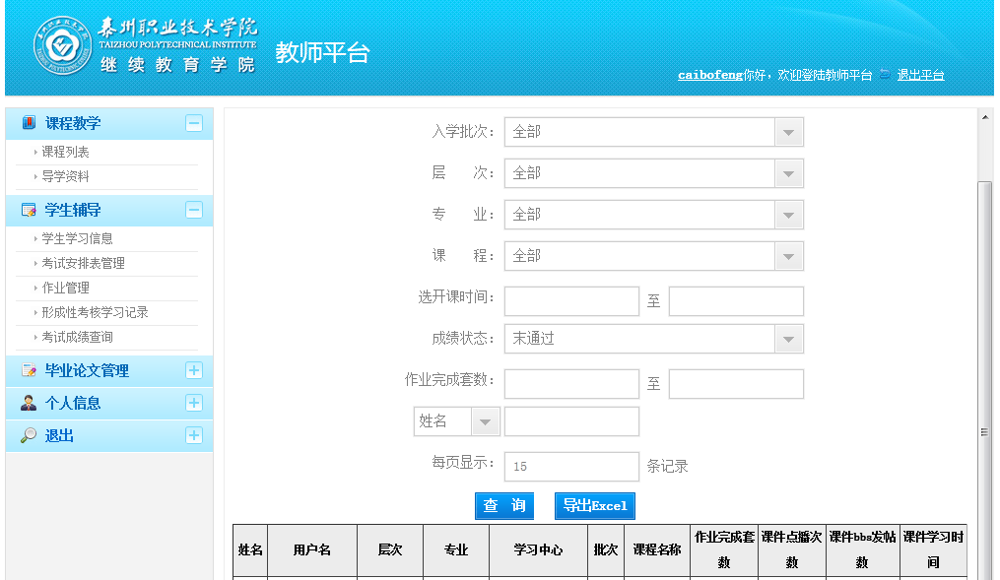 泰州职业技术学院
TAIZHOU POLYTECHNICAL INSTITUTE
继续教育学院
教师平台
caibofeng你好，欢迎登陆教师平台 退出平台
课程教学
课程列表
导学资料
学生辅导
学生学习信息
考试安排表管理
作业管理
形成性考核学习记录
考试成绩查询
毕业论文管理
个人信息
退出
入学批次： 全部
层 次： 全部
专 业： 全部
课 程： 全部
选开课时间： 至
成绩状态： 未通过
作业完成套数： 至
姓名
每页显示： 15 条记录
查 询 导出Excel
姓名 用户名 层次 专业 学习中心 批次 课程名称 作业完成套数 课件点播次数 课件bbs发帖数 课件学习时间